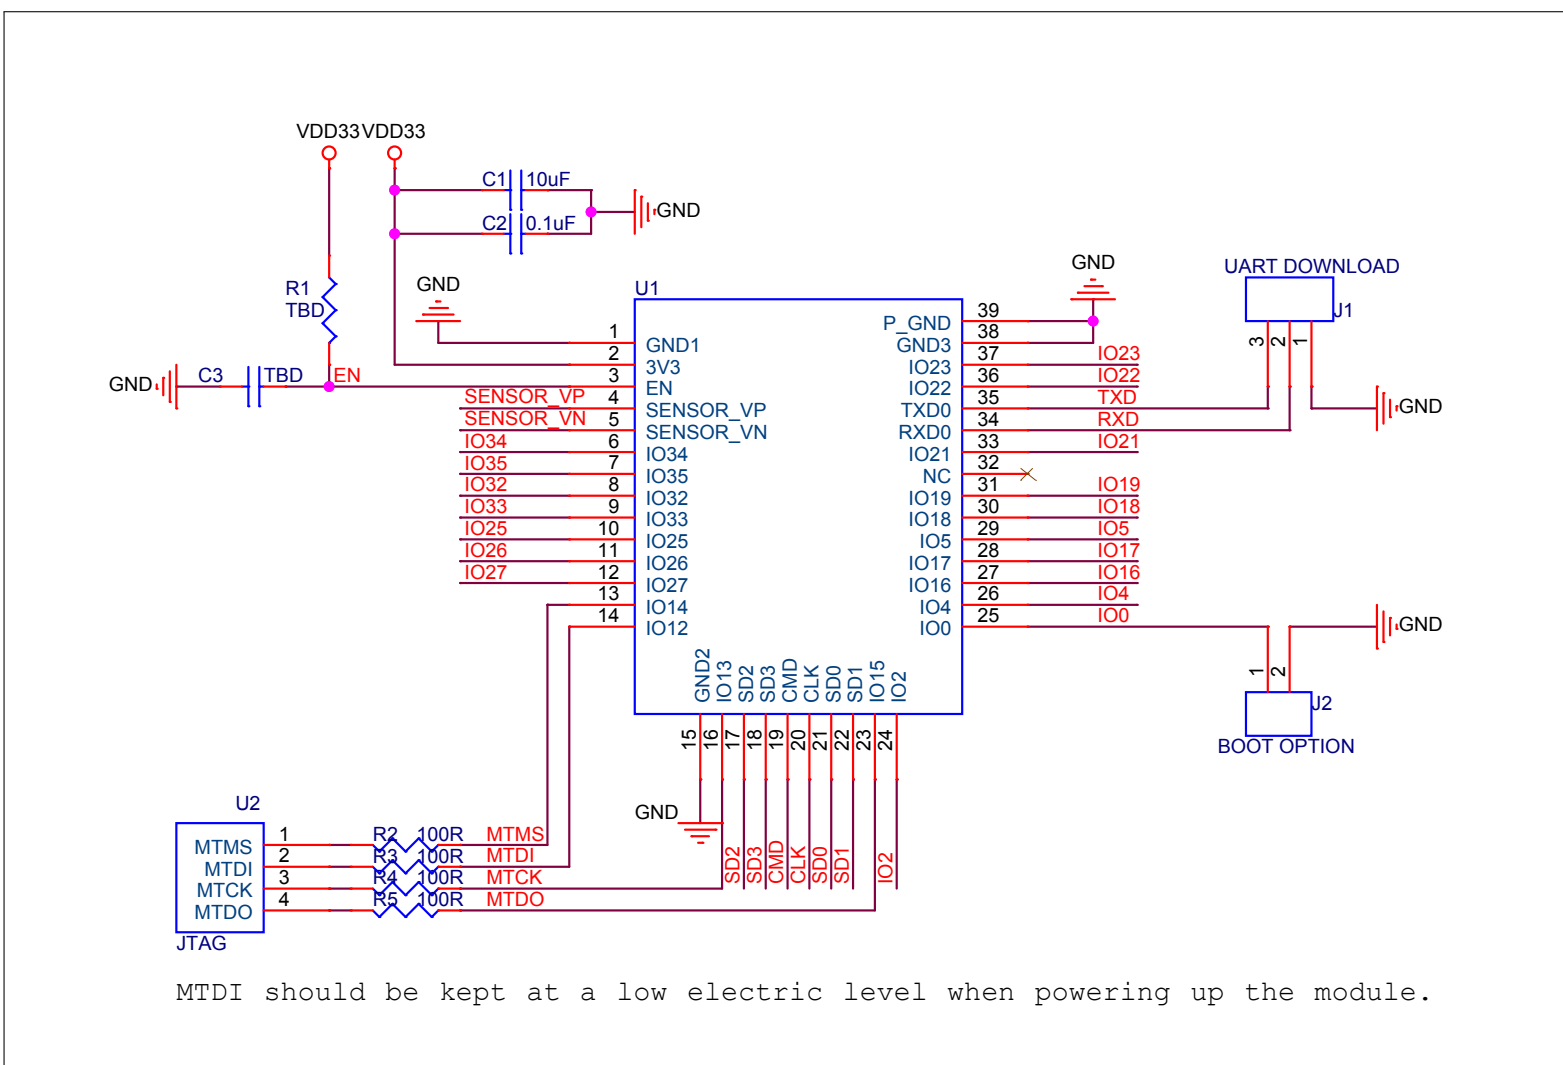 VDD33 VDD33
C1 10uF
GND
C2 0.1uF
GND
GND
UART DOWNLOAD
R1
TBD
U1
J1
39
P_GND
38
GND3
37
IO23
IO23
36
IO22
IO22
35
TXD0
TXD
34
RXD0
RXD
33
IO21
IO21
32
NC
31
IO19
IO19
30
IO18
IO18
29
IO5
IO5
28
IO17
IO17
27
IO16
IO16
26
IO4
IO4
25
IO0
IO0
3 2 1
GND
1
GND1
2
3V3
GND
C3 TBD
EN
3
EN
SENSOR_VP
4
SENSOR_VP
SENSOR_VN
5
SENSOR_VN
IO34
6
IO34
IO35
7
IO35
IO32
8
IO32
IO33
9
IO33
IO25
10
IO25
IO26
11
IO26
IO27
12
IO27
13
IO14
14
IO12
GND
1 2
J2
BOOT OPTION
GND2 IO13 SD2 SD3 CMD CLK SD0 SD1 IO15 IO2
15 16 17 18 19 20 21 22 23 24
GND
SD2 SD3 CMD CLK SD0 SD1 IO2
U2
MTMS 1 R2 100R MTMS
MTDI 2 R3 100R MTDI
MTCK 3 R4 100R MTCK
MTDO 4 R5 100R MTDO
JTAG
MTDI should be kept at a low electric level when powering up the module.